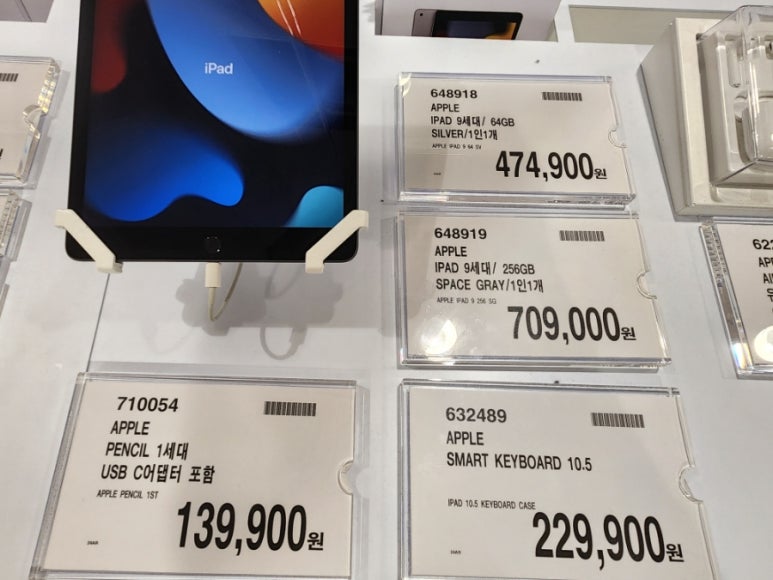 iPad
648918
APPLE
IPAD 9세대/ 64GB
SILVER/1인1개
APPLE IPAD 9 64 SV
474,900원
648919
APPLE
IPAD 9세대/ 256GB
SPACE GRAY/1인1개
APPLE IPAD 9 256 SG
709,000원
710054
APPLE
PENCIL 1세대
USB C어댑터 포함
APPLE PENCIL 1ST
139,900원
632489
APPLE
SMART KEYBOARD 10.5
IPAD 10.5 KEYBOARD CASE
229,900원